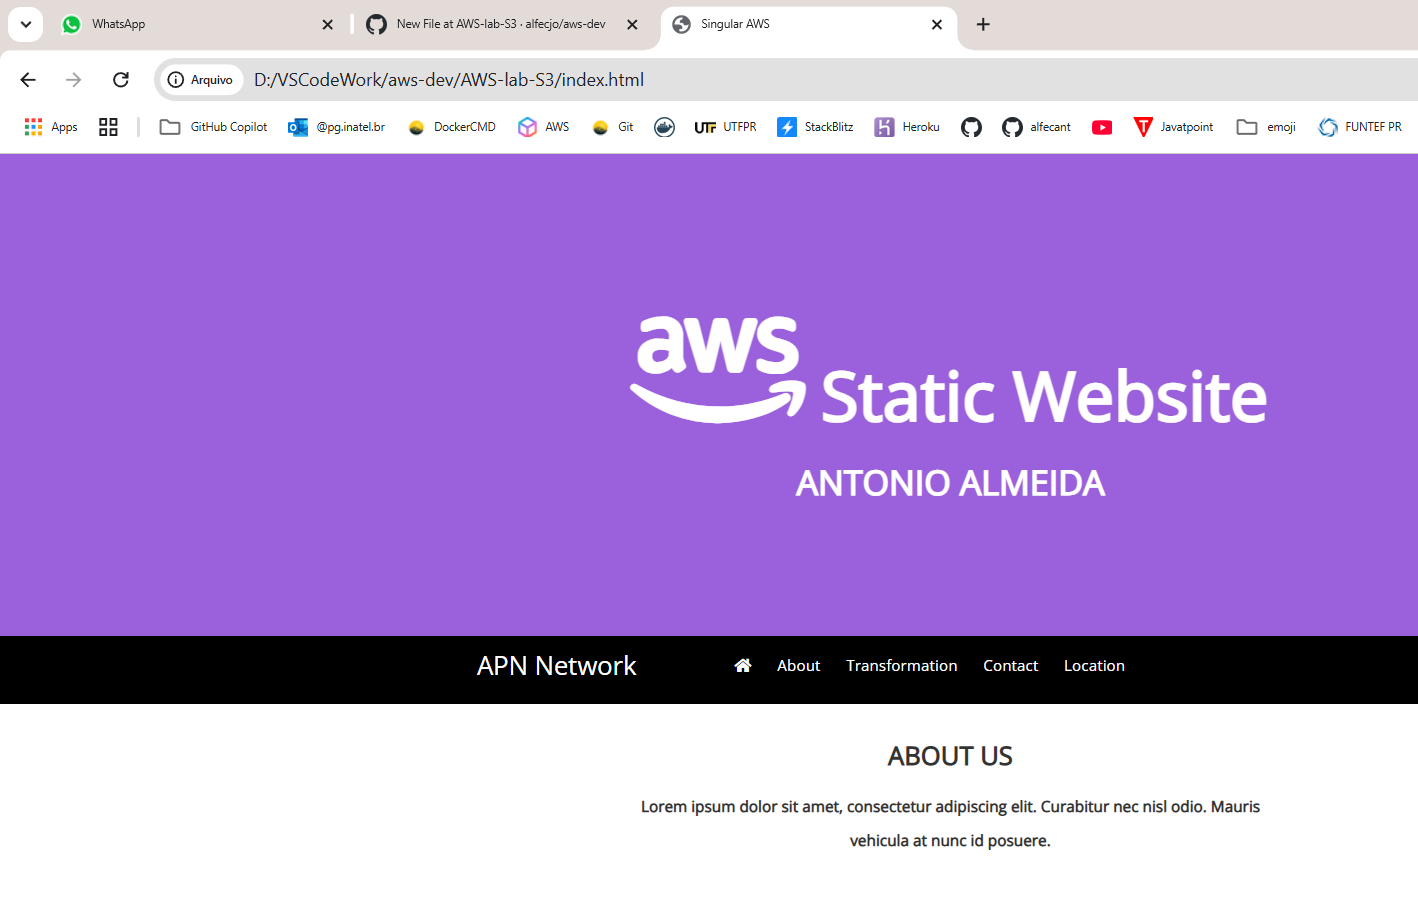 WhatsApp
New File at AWS-lab-S3 · alfecjo/aws-dev
Singular AWS
Arquivo
D:/VSCodeWork/aws-dev/AWS-lab-S3/index.html
Apps
GitHub Copilot
@pg.inatel.br
DockerCMD
AWS
Git
UTF UTFPR
StackBlitz
Heroku
alfecant
Javatpoint
emoji
FUNTEF PR
aws Static Website
ANTONIO ALMEIDA
APN Network
About
Transformation
Contact
Location
ABOUT US
Lorem ipsum dolor sit amet, consectetur adipiscing elit. Curabitur nec nisl odio. Mauris
vehicula at nunc id posuere.